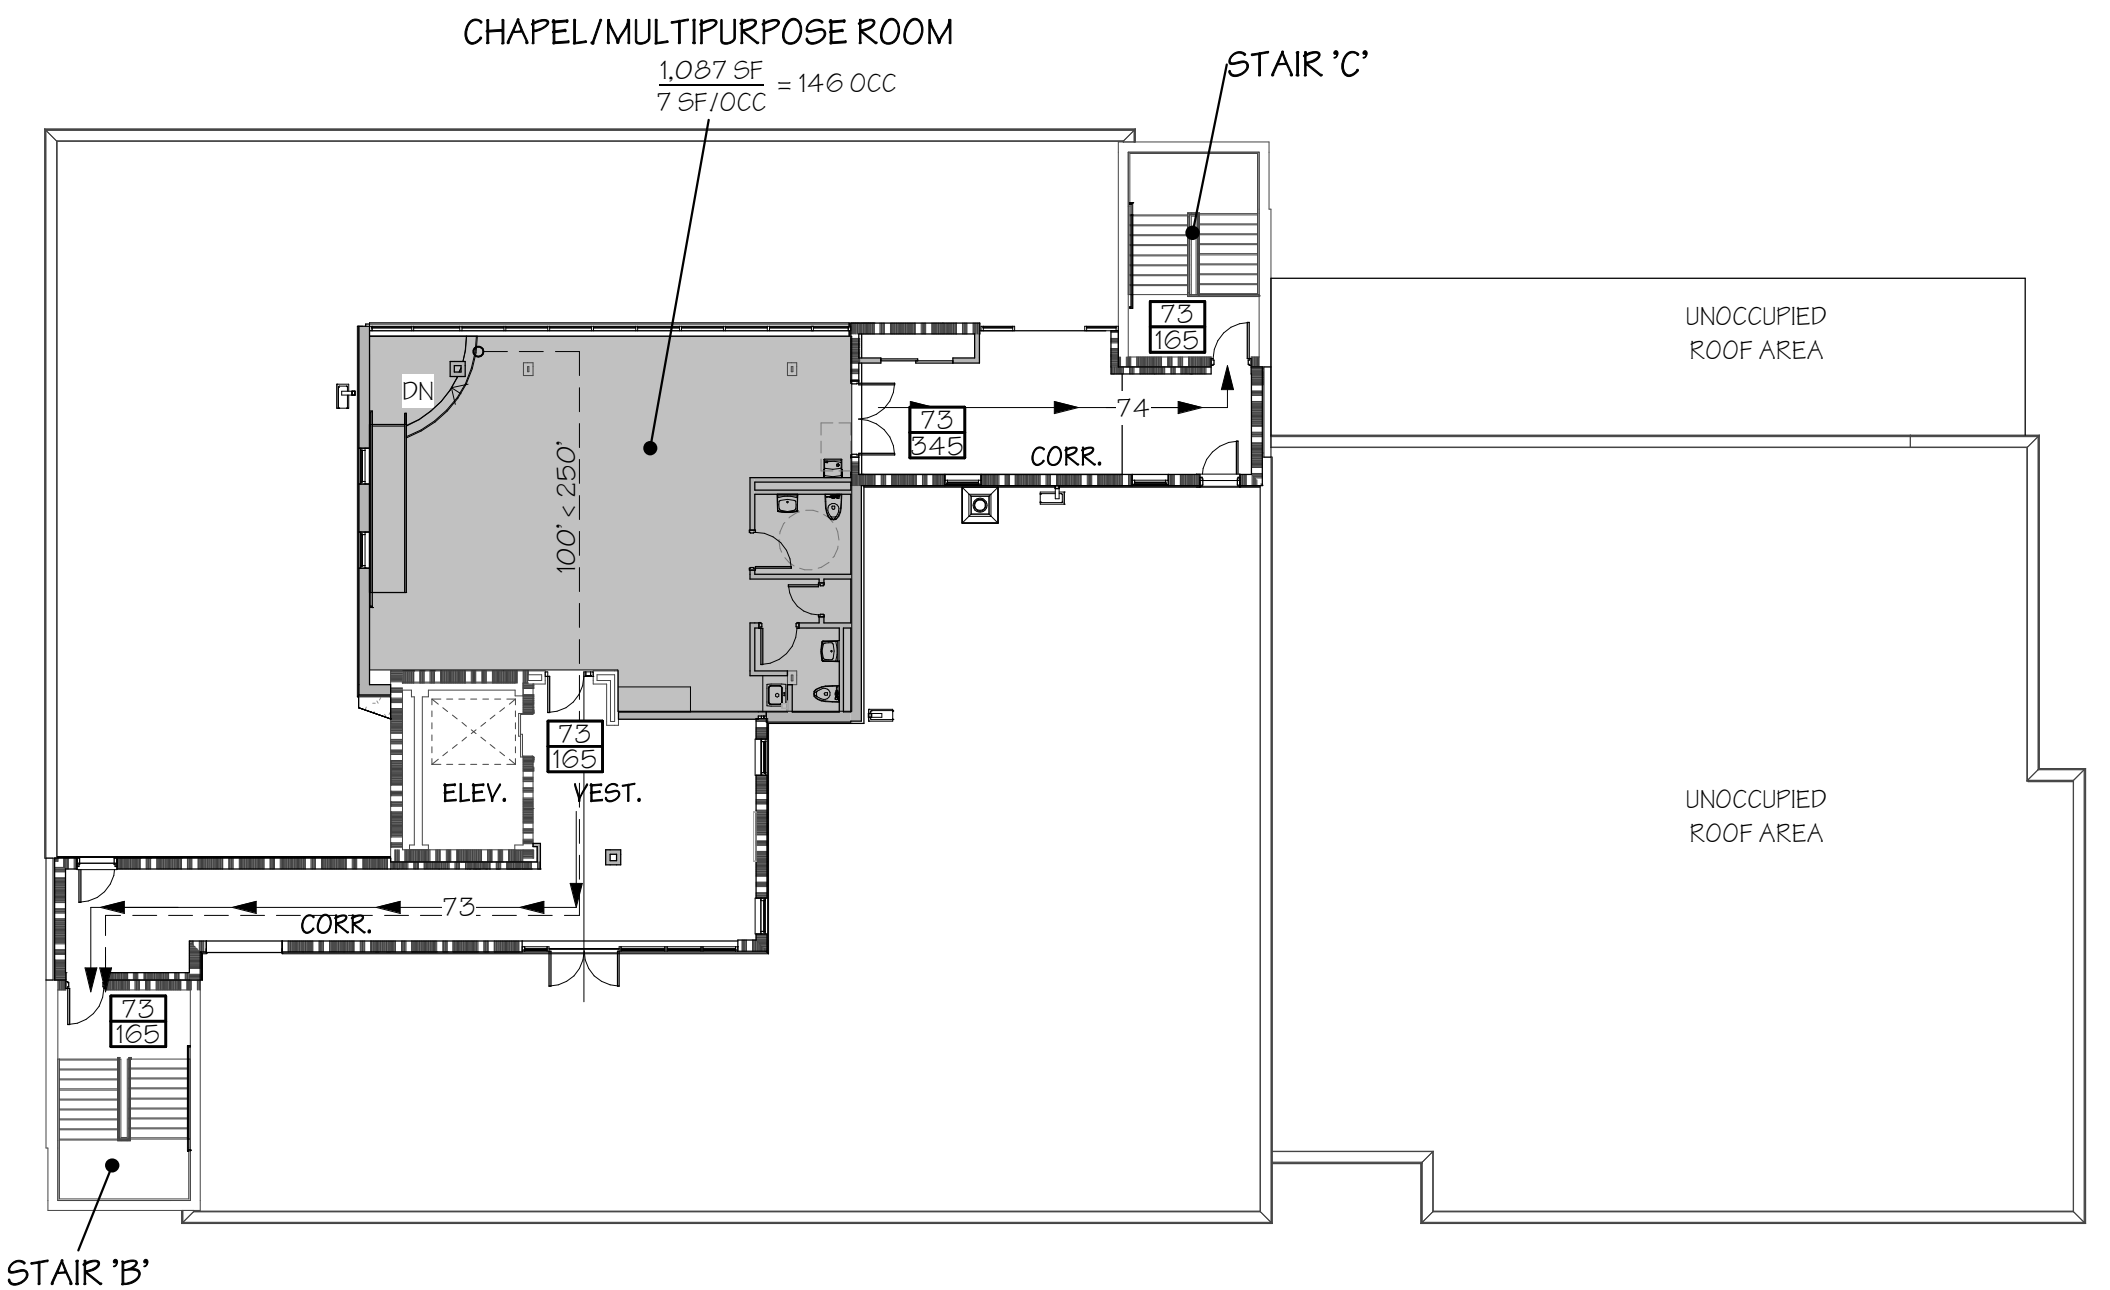 CHAPEL/MULTIPURPOSE ROOM
1,087 SF
7 SF/OCC
= 146 OCC
STAIR 'C'
73
165
UNOCCUPIED
ROOF AREA
DN
73
345
74
CORR.
100' < 250'
73
165
ELEV.
VEST.
UNOCCUPIED
ROOF AREA
73
CORR.
73
165
STAIR 'B'